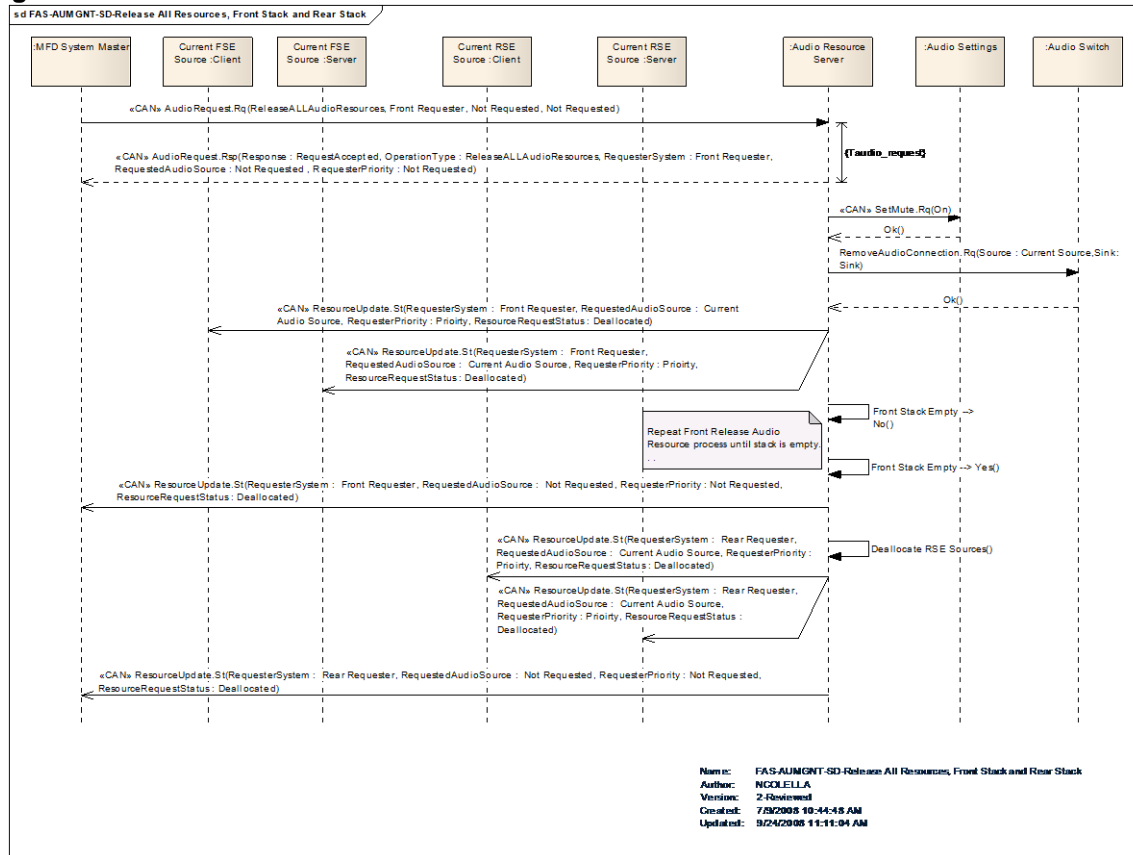 sd FAS-AUMGNT-SD-Release All Resources, Front Stack and Rear Stack
:MFD System Master
Current FSE
Source :Client
Current FSE
Source :Server
Current RSE
Source :Client
Current RSE
Source :Server
:Audio Resource
Server
:Audio Settings
:Audio Switch
«CAN» AudioRequest.Rq(ReleaseALLAudioResources, Front Requester, Not Requested, Not Requested)
«CAN» AudioRequest.Rsp(Response : RequestAccepted, OperationType : ReleaseALLAudioResources, RequesterSystem : Front Requester,
RequestedAudioSource : Not Requested , RequesterPriority : Not Requested)
{Taudio_request}
«CAN» SetMute.Rq(On)
Ok()
RemoveAudioConnection.Rq(Source : Current Source,Sink:
Sink)
Ok()
«CAN» ResourceUpdate.St(RequesterSystem : Front Requester, RequestedAudioSource : Current
Audio Source, RequesterPriority : Prioirty, ResourceRequestStatus : Deallocated)
«CAN» ResourceUpdate.St(RequesterSystem : Front Requester,
RequestedAudioSource : Current Audio Source, RequesterPriority : Prioirty,
ResourceRequestStatus : Deallocated)
Front Stack Empty -->
No()
Repeat Front Release Audio
Resource process until stack is empty.
. .
Front Stack Empty --> Yes()
«CAN» ResourceUpdate.St(RequesterSystem : Front Requester, RequestedAudioSource : Not Requested, RequesterPriority : Not Requested,
ResourceRequestStatus : Deallocated)
Deallocate RSE Sources()
«CAN» ResourceUpdate.St(RequesterSystem : Rear Requester,
RequestedAudioSource : Current Audio Source, RequesterPriority :
Prioirty, ResourceRequestStatus : Deallocated)
«CAN» ResourceUpdate.St(RequesterSystem : Rear Requester,
RequestedAudioSource : Current Audio Source,
RequesterPriority : Prioirty, ResourceRequestStatus :
Deallocated)
«CAN» ResourceUpdate.St(RequesterSystem : Rear Requester, RequestedAudioSource : Not Requested, RequesterPriority : Not Requested,
ResourceRequestStatus : Deallocated)
Name: FAS-AUMGNT-SD-Release All Resources, Front Stack and Rear Stack
Author: NCOLELLA
Version: 2-Reviewed
Created: 7/9/2008 10:44:48 AM
Updated: 9/24/2008 11:11:04 AM